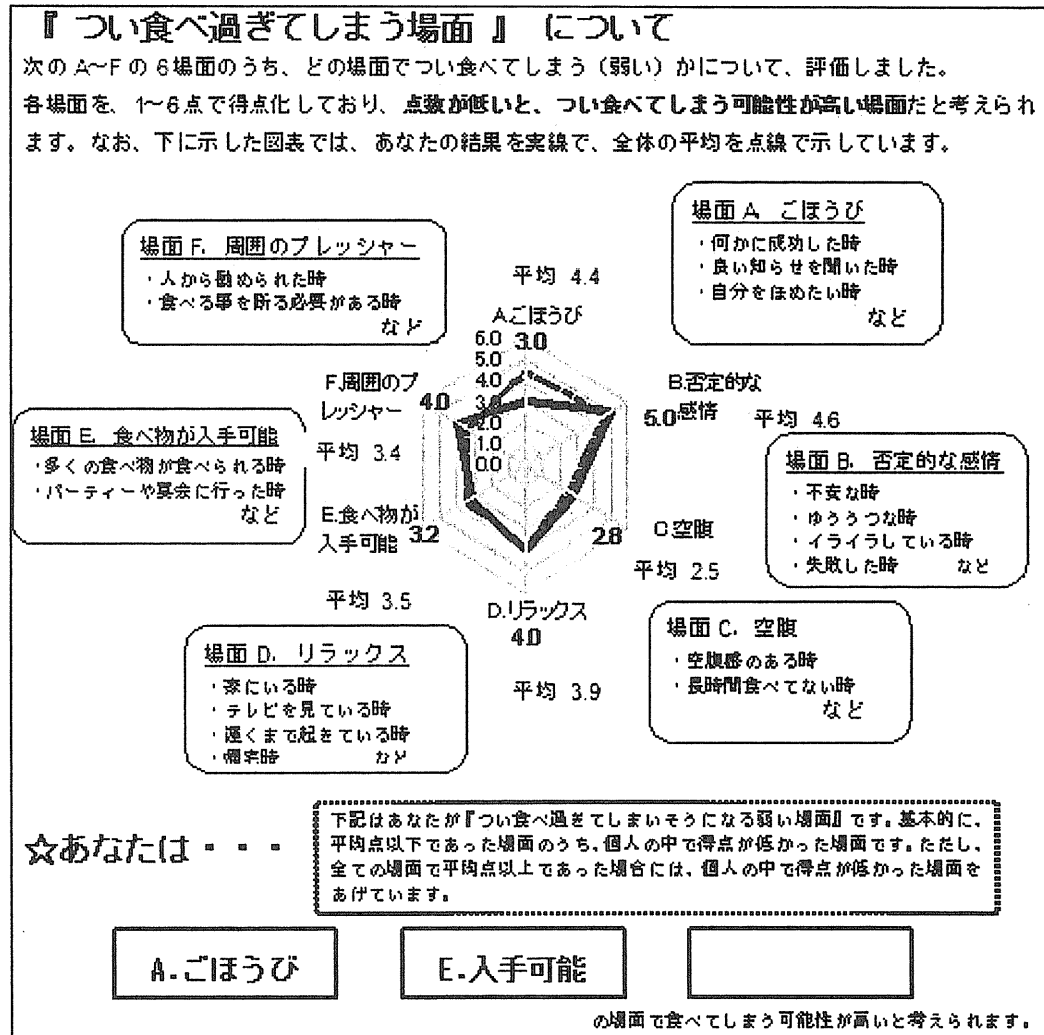 『 つい食べ過ぎてしまう場面 』 について
次の A~F の 6場面のうち、どの場面でつい食べてしまう（弱い）かについて、評価しました。
各場面を、1~6点で得点化しており、点数が低いと、つい食べてしまう可能性が高い場面だと考えられ
ます。なお、下に示した図表では、あなたの結果を実線で、全体の平均を点線で示しています。
場面 A. ごほうび
・何かに成功した時
・良い知らせを聞いた時
・自分をほめたい時
など
場面 F. 周囲のプレッシャー
・人から勧められた時
・食べる事を断る必要がある時
など
平均 4.4
A.ごほうび
3.0
6.0
5.0
4.0
3.0
2.0
1.0
0.0
F.周囲のプ
レッシャー
4.0
平均 3.4
B.否定的な
感情
5.0
平均 4.6
場面 E. 食べ物が入手可能
・多くの食べ物が食べられる時
・パーティーや宴会に行った時
など
場面 B. 否定的な感情
・不安な時
・ゆううつな時
・イライラしている時
・失敗した時 など
E.食べ物が
入手可能
3.2
平均 3.5
2.8
C.空腹
平均 2.5
D.リラックス
4.0
平均 3.9
場面 D. リラックス
・家にいる時
・テレビを見ている時
・遅くまで起きている時
・帰宅時 など
場面 C. 空腹
・空腹感のある時
・長時間食べてない時
など
☆あなたは ・ ・ ・
下記はあなたが『つい食べ過ぎてしまいそうになる弱い場面』です。基本的に、
平均点以下であった場面のうち、個人の中で得点が低かった場面です。ただし、
全ての場面で平均点以上であった場合には、個人の中で得点が低かった場面を
あげています。
A.ごほうび
E.入手可能
の場面で食べてしまう可能性が高いと考えられます。